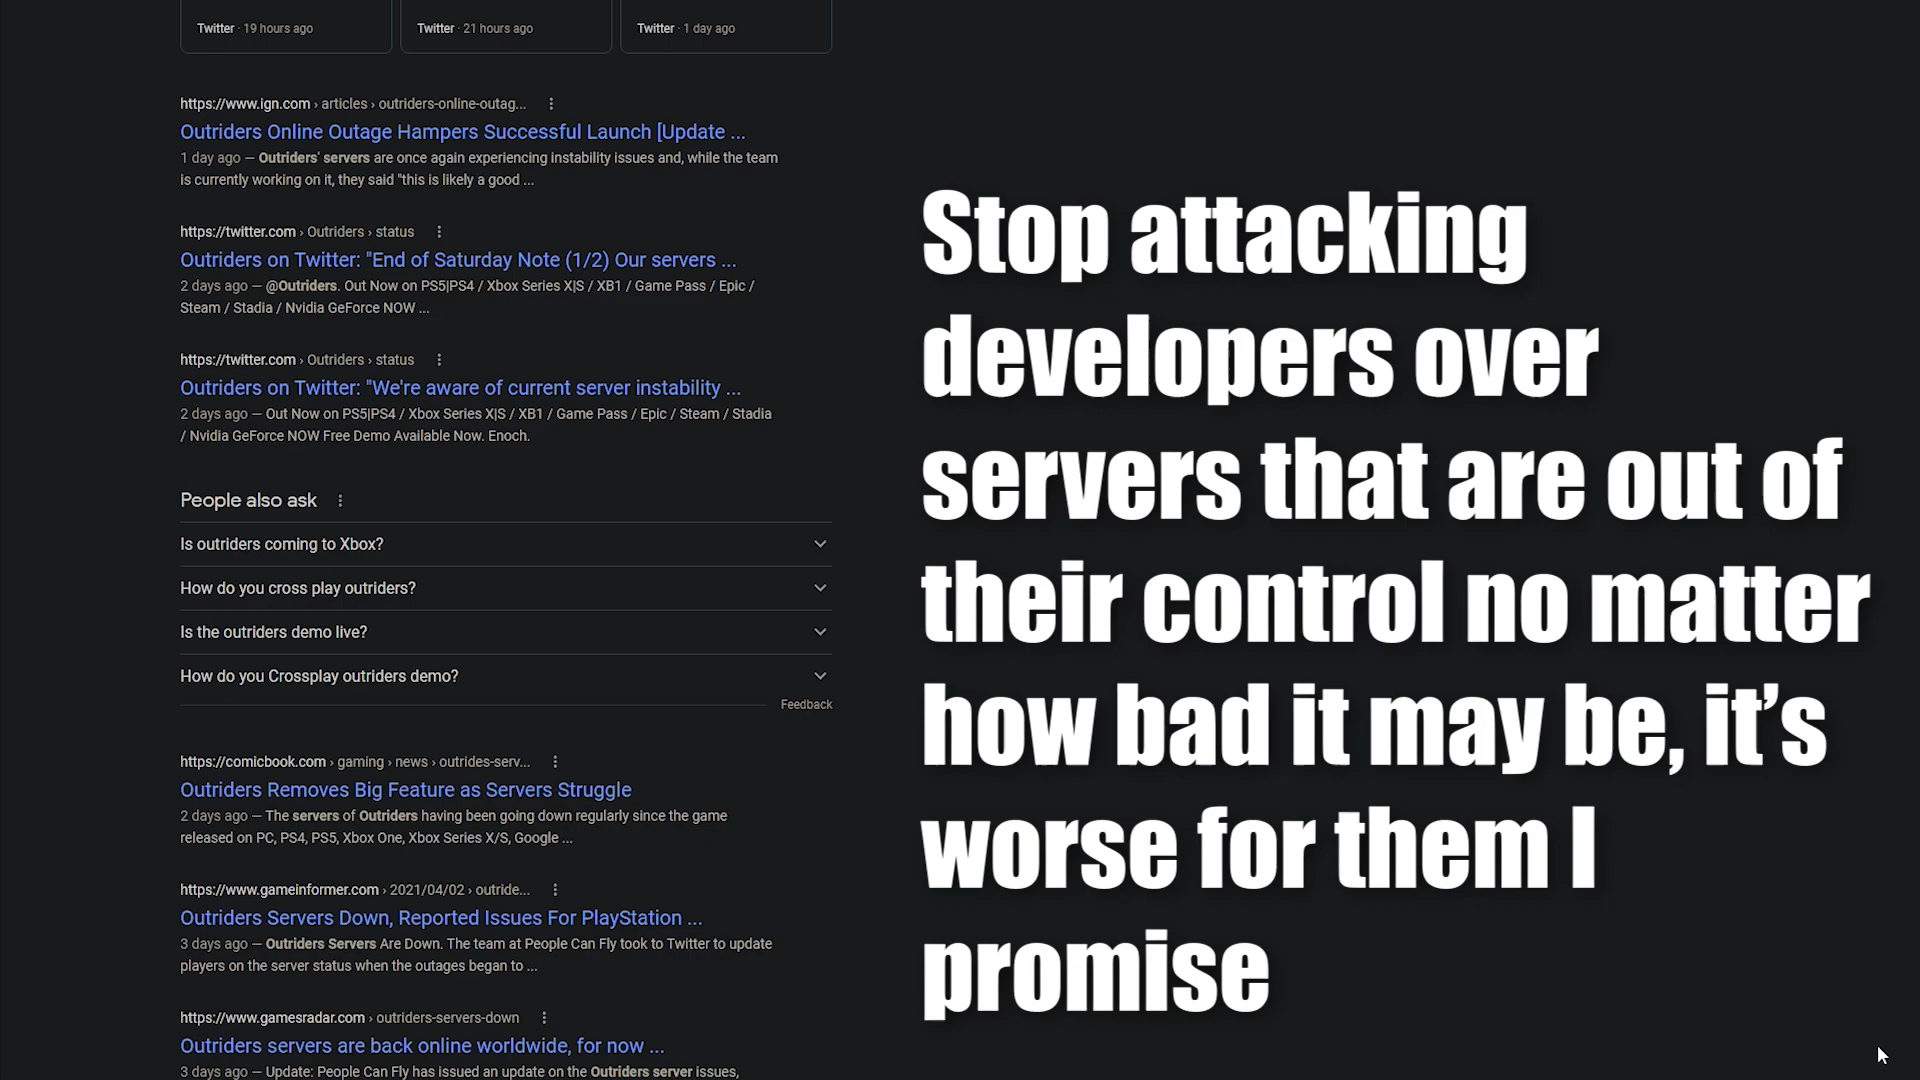 Twitter · 19 hours ago
Twitter · 21 hours ago
Twitter · 1 day ago
https://www.ign.com › articles › outriders-online-outag...
Outriders Online Outage Hampers Successful Launch [Update ...
1 day ago — Outriders' servers are once again experiencing instability issues and, while the team
is currently working on it, they said "this is likely a good ...
https://twitter.com › Outriders › status
Outriders on Twitter: "End of Saturday Note (1/2) Our servers ...
2 days ago — @Outriders. Out Now on PS5|PS4 / Xbox Series X|S / XB1 / Game Pass / Epic /
Steam / Stadia / Nvidia GeForce NOW ...
https://twitter.com › Outriders › status
Outriders on Twitter: "We're aware of current server instability ...
2 days ago — Out Now on PS5|PS4 / Xbox Series X|S / XB1 / Game Pass / Epic / Steam / Stadia
/ Nvidia GeForce NOW Free Demo Available Now. Enoch.
People also ask
Is outriders coming to Xbox?
How do you cross play outriders?
Is the outriders demo live?
How do you Crossplay outriders demo?
Feedback
https://comicbook.com › gaming › news › outrides-serv...
Outriders Removes Big Feature as Servers Struggle
2 days ago — The servers of Outriders having been going down regularly since the game
released on PC, PS4, PS5, Xbox One, Xbox Series X/S, Google ...
https://www.gameinformer.com › 2021/04/02 › outride...
Outriders Servers Down, Reported Issues For PlayStation ...
3 days ago — Outriders Servers Are Down. The team at People Can Fly took to Twitter to update
players on the server status when the outages began to ...
https://www.gamesradar.com › outriders-servers-down
Outriders servers are back online worldwide, for now ...
3 days ago — Update: People Can Fly has issued an update on the Outriders server issues,
Stop attacking
developers over
servers that are out of
their control no matter
how bad it may be, it’s
worse for them I
promise